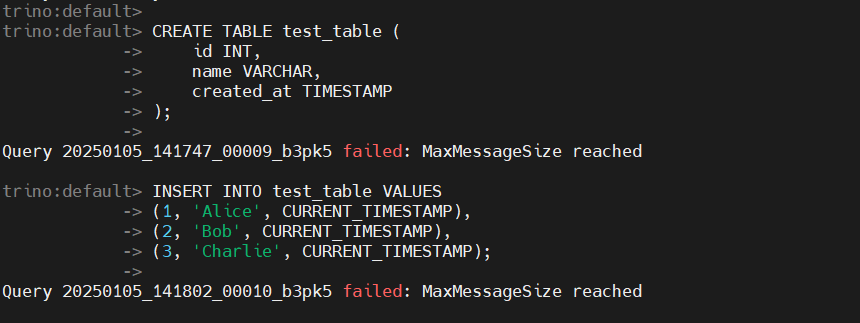 trino:default>
trino:default> CREATE TABLE test_table (
            ->     id INT,
            ->     name VARCHAR,
            ->     created_at TIMESTAMP
            -> );
            ->
Query 20250105_141747_00009_b3pk5 failed: MaxMessageSize reached
trino:default> INSERT INTO test_table VALUES
            -> (1, 'Alice', CURRENT_TIMESTAMP),
            -> (2, 'Bob', CURRENT_TIMESTAMP),
            -> (3, 'Charlie', CURRENT_TIMESTAMP);
            ->
Query 20250105_141802_00010_b3pk5 failed: MaxMessageSize reached